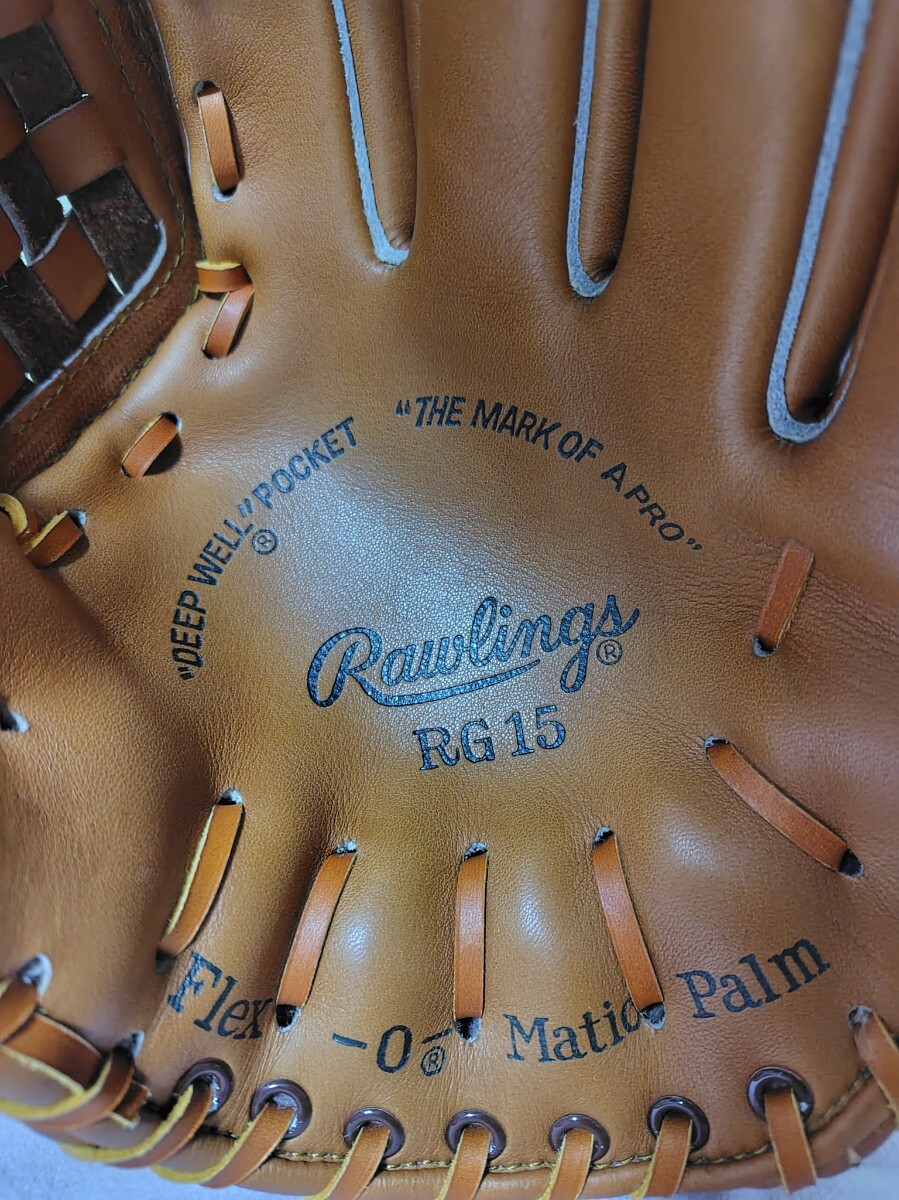 "DEEP WELL"® POCKET
"THE MARK OF A PRO"
Rawlings®
RG 15
Flex -O-® Matic Palm